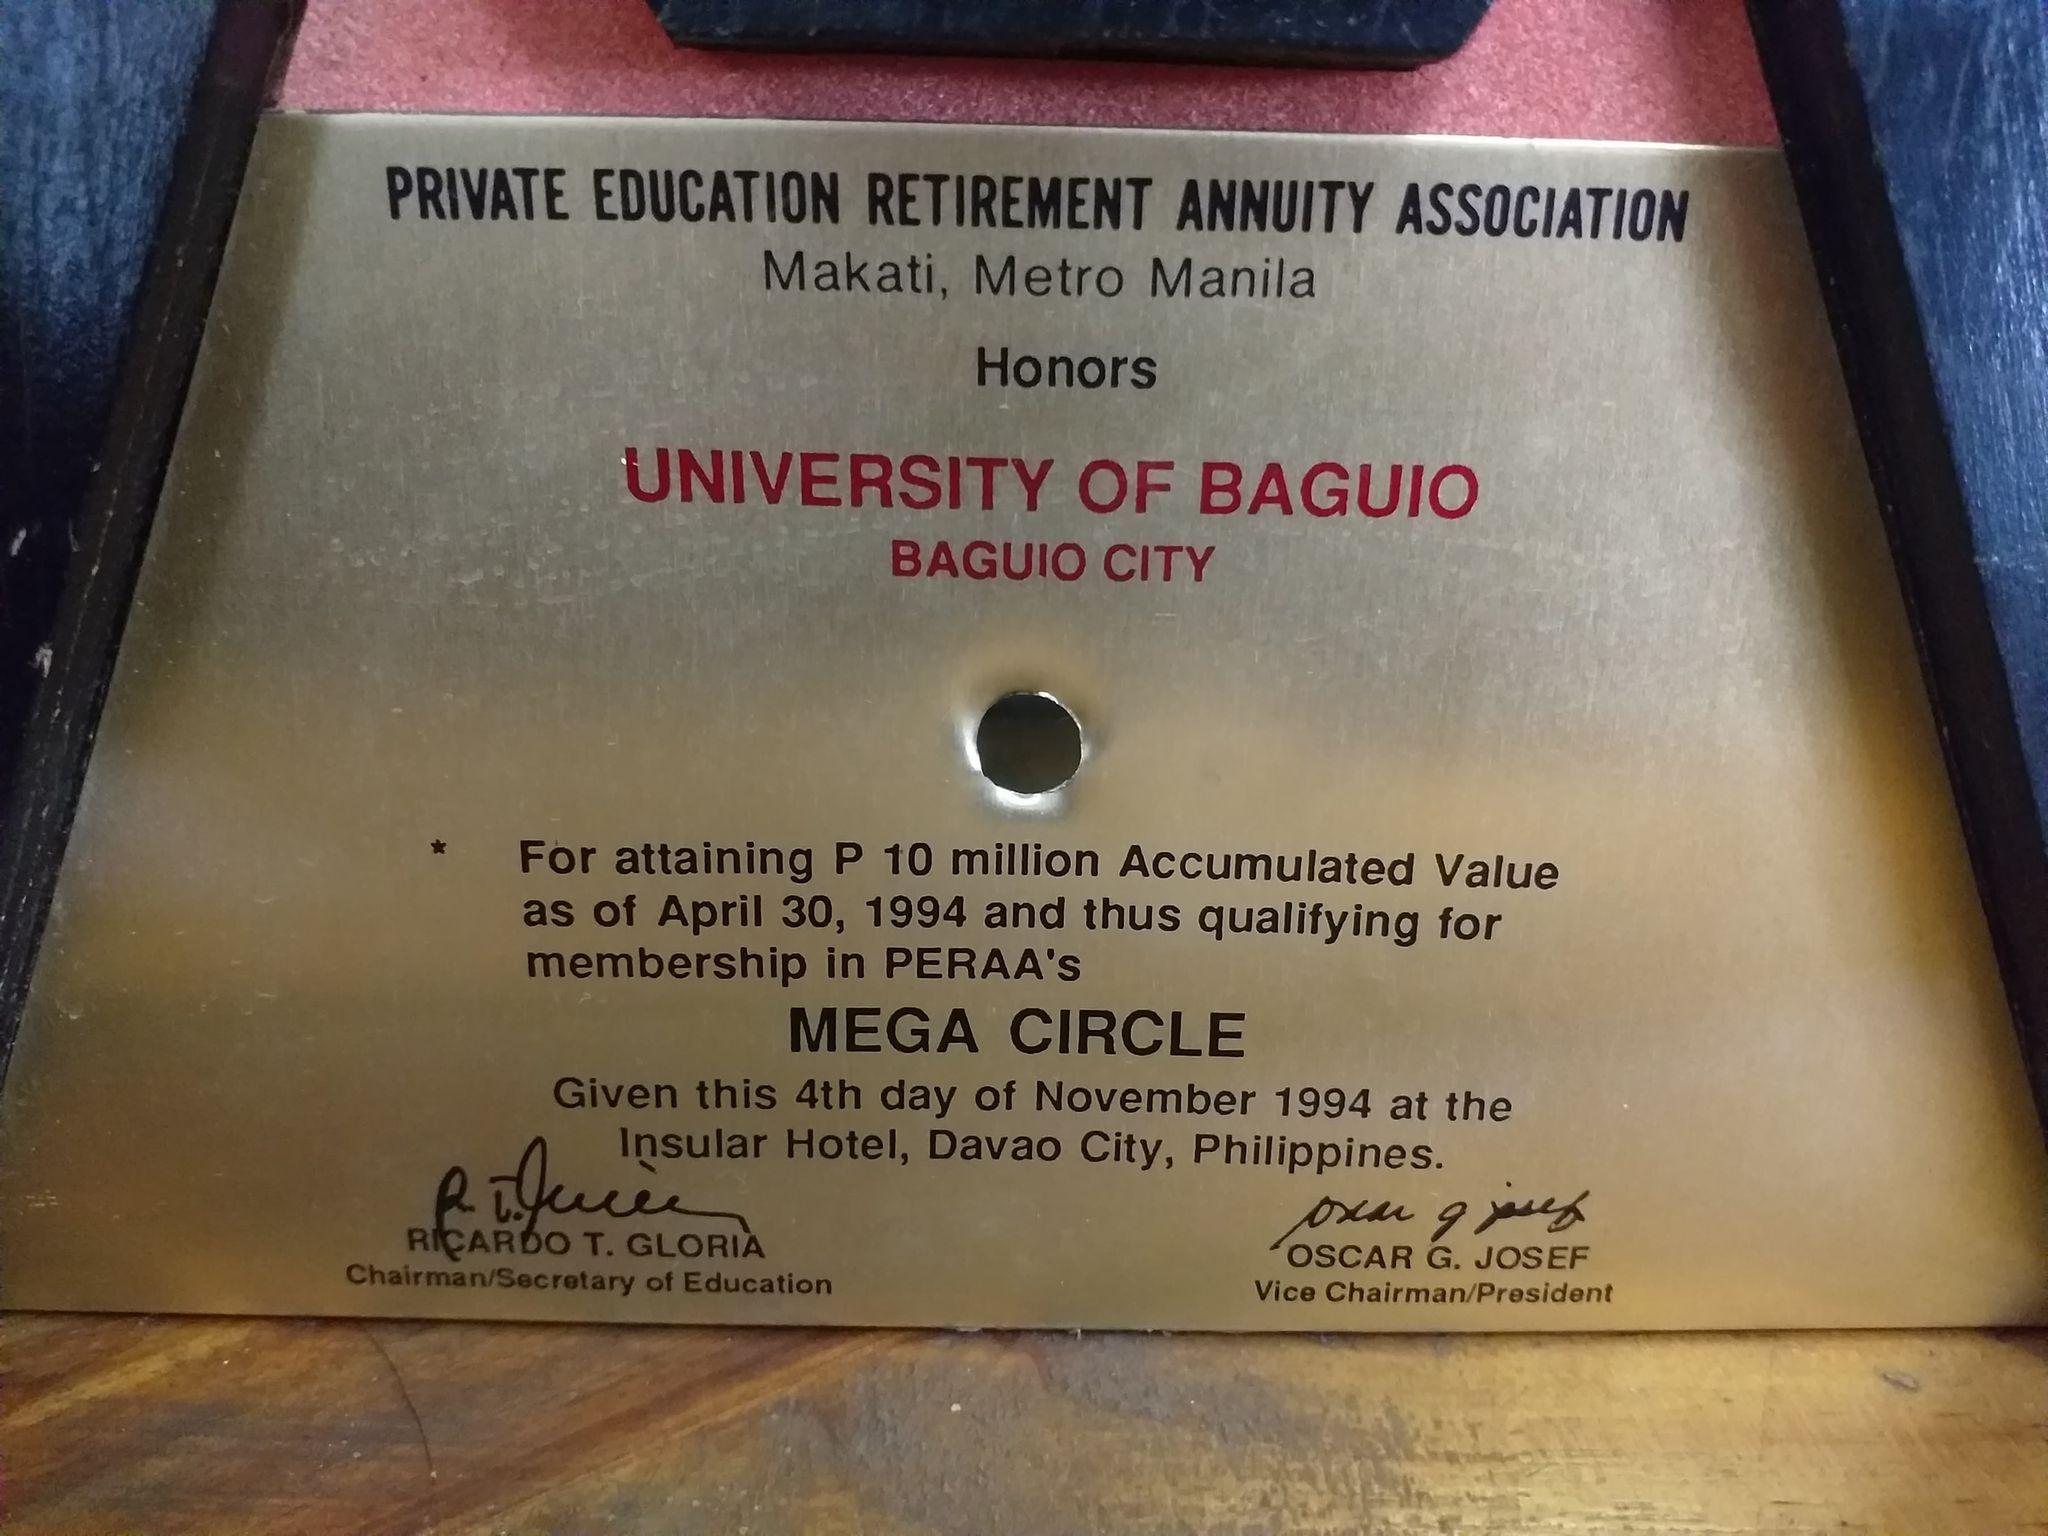 PRIVATE EDUCATION RETIREMENT ANNUITY ASSOCIATION
Makati, Metro Manila
Honors
UNIVERSITY OF BAGUIO
BAGUIO CITY
* For attaining P 10 million Accumulated Value
as of April 30, 1994 and thus qualifying for
membership in PERAA's
MEGA CIRCLE
Given this 4th day of November 1994 at the
Insular Hotel, Davao City, Philippines.
RICARDO T. GLORIA
Chairman/Secretary of Education
oscar g josef
OSCAR G. JOSEF
Vice Chairman/President